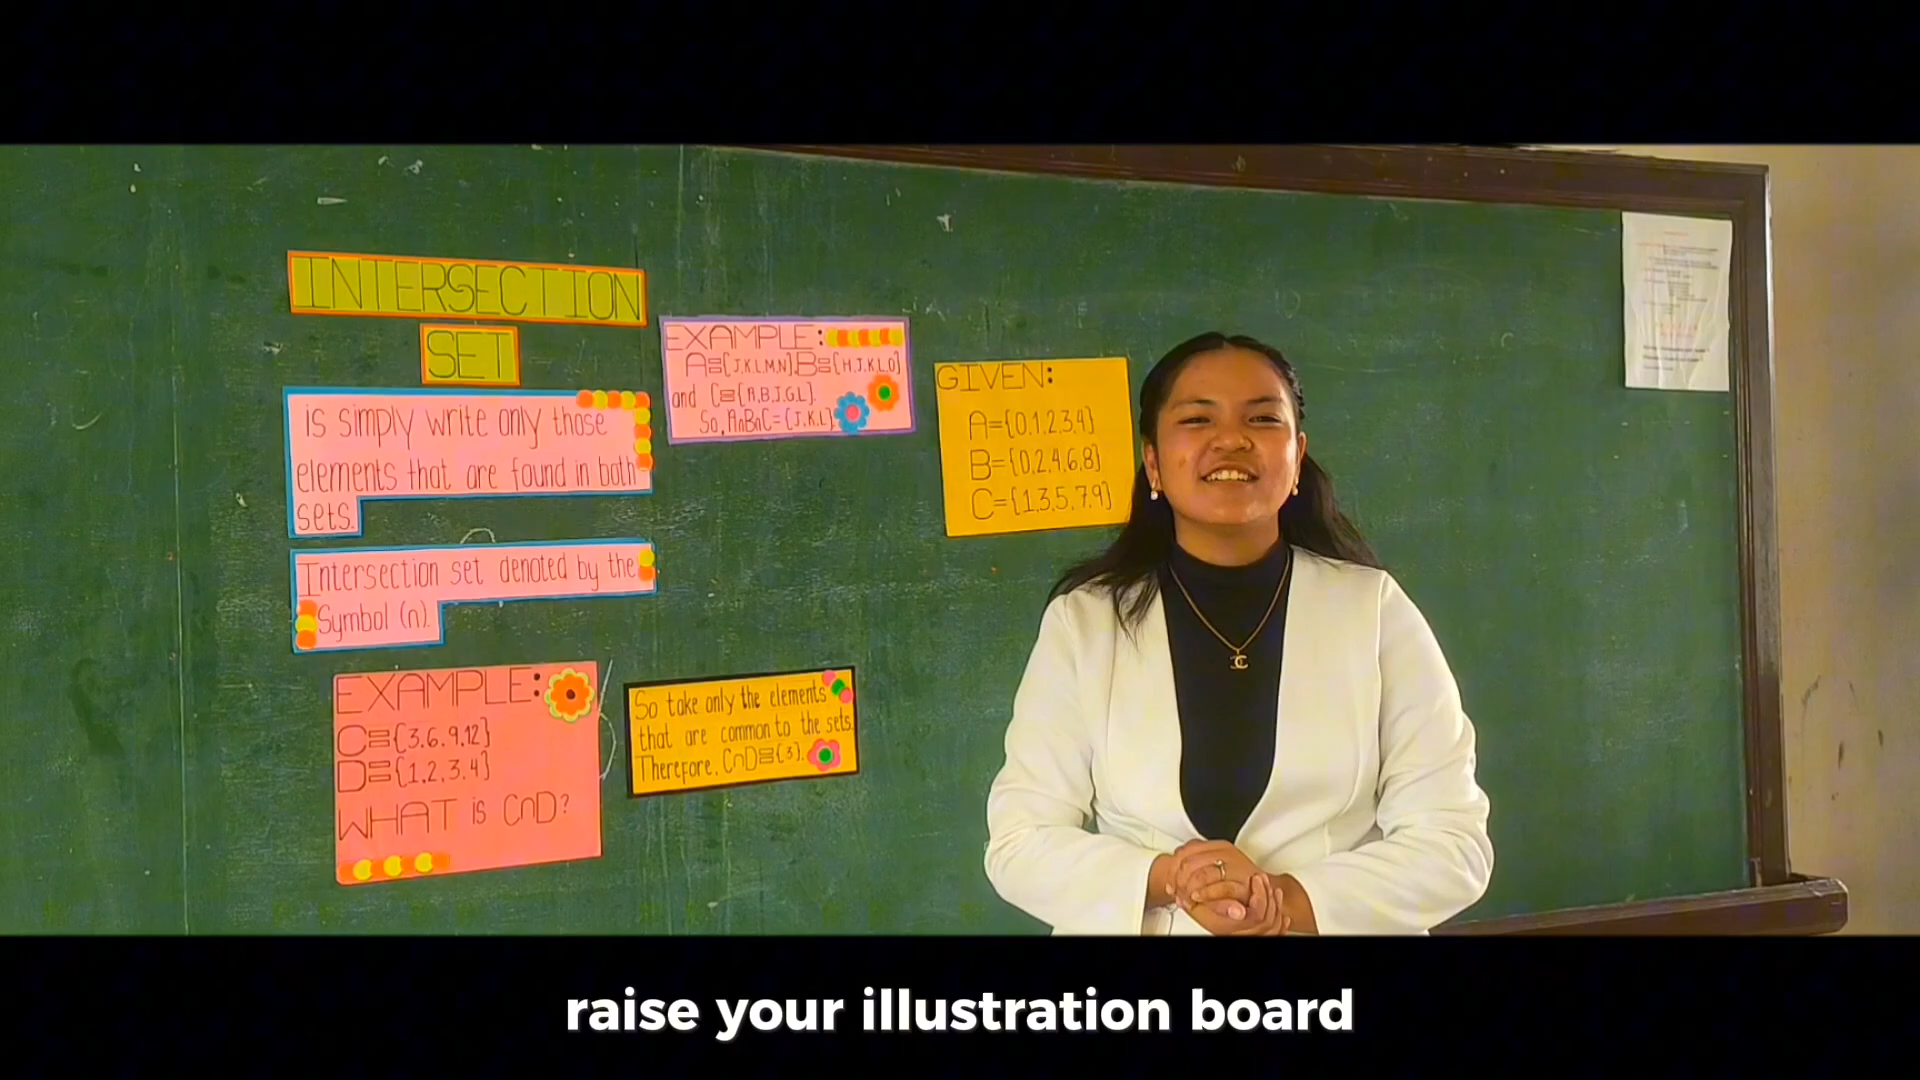 INTERSECTION
SET
is simply write only those
elements that are found in both
sets.
Intersection set denoted by the
Symbol (n).
EXAMPLE:
C={3,6,9,12}
D={1,2,3,4}
WHAT is C∩D?
EXAMPLE:
A={J,K,L,M,N}, B={H,J,K,L,O}
and C={A,B,J,G,L}.
So, A∩B∩C={J,K,L}
So take only the elements
that are common to the sets.
Therefore, C∩D={3}.
GIVEN:
A={0,1,2,3,4}
B={0,2,4,6,8}
C={1,3,5,7,9}
raise your illustration board